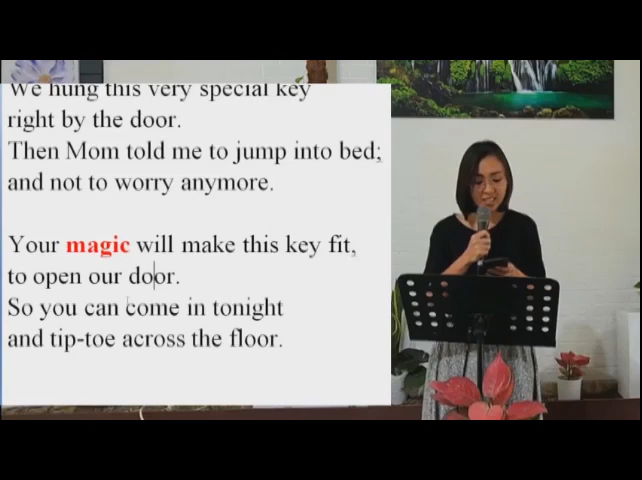 We hung this very special key
right by the door.
Then Mom told me to jump into bed;
and not to worry anymore.
Your magic will make this key fit,
to open our door.
So you can come in tonight
and tip-toe across the floor.